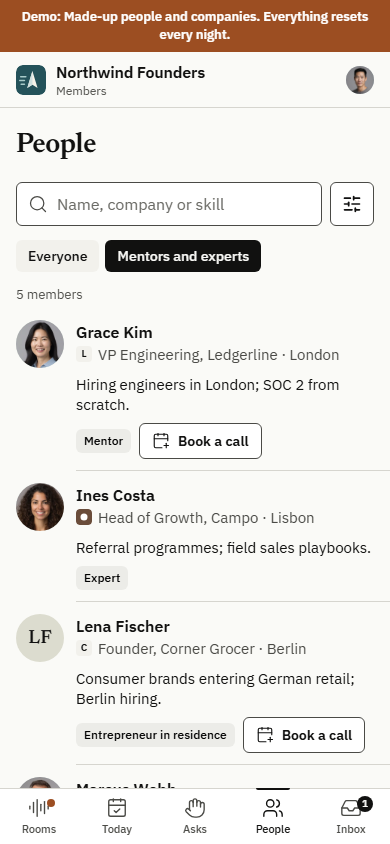 Demo: Made-up people and companies. Everything resets
every night.
Northwind Founders
Members
People
Name, company or skill
Everyone
Mentors and experts
5 members
Grace Kim
L VP Engineering, Ledgerline · London
Hiring engineers in London; SOC 2 from
scratch.
Mentor
Book a call
Ines Costa
Head of Growth, Campo · Lisbon
Referral programmes; field sales playbooks.
Expert
LF
Lena Fischer
C Founder, Corner Grocer · Berlin
Consumer brands entering German retail;
Berlin hiring.
Entrepreneur in residence
Book a call
1
Rooms
Today
Asks
People
Inbox